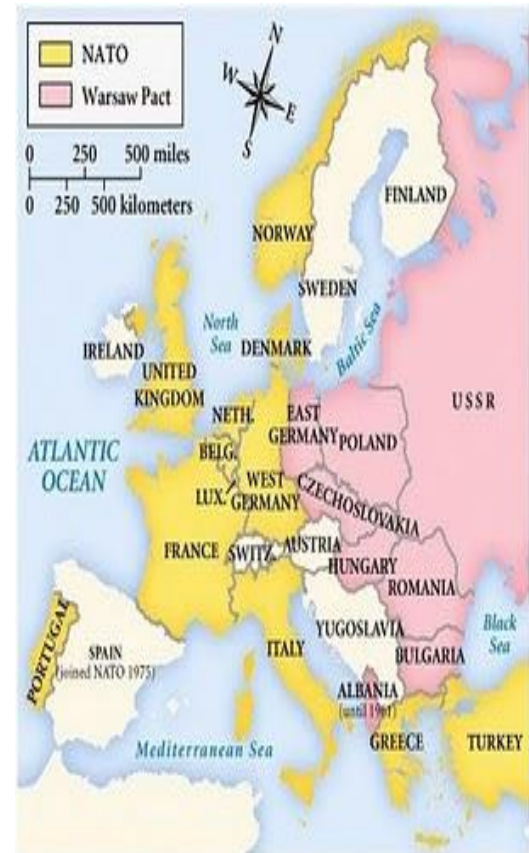 NATO
Warsaw Pact
N
W
E
S
0 250 500 miles
0 250 500 kilometers
FINLAND
NORWAY
SWEDEN
North
Sea
Baltic Sea
IRELAND
DENMARK
UNITED
KINGDOM
USSR
NETH.
EAST
GERMANY
POLAND
ATLANTIC
OCEAN
BELG.
LUX.
WEST
GERMANY
CZECHOSLOVAKIA
FRANCE
SWITZ.
AUSTRIA
HUNGARY
ROMANIA
PORTUGAL
SPAIN
(joined NATO 1975)
ITALY
YUGOSLAVIA
Black
Sea
BULGARIA
ALBANIA
(until 1961)
Mediterranean Sea
GREECE
TURKEY